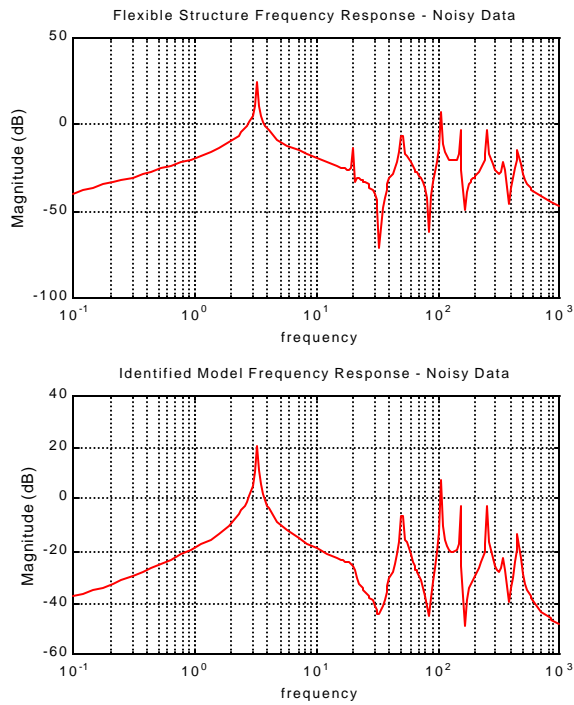 Flexible Structure Frequency Response - Noisy Data
50
0
-50
-100
Magnitude (dB)
10^-1 10^0 10^1 10^2 10^3
frequency
Identified Model Frequency Response - Noisy Data
40
20
0
-20
-40
-60
Magnitude (dB)
10^-1 10^0 10^1 10^2 10^3
frequency